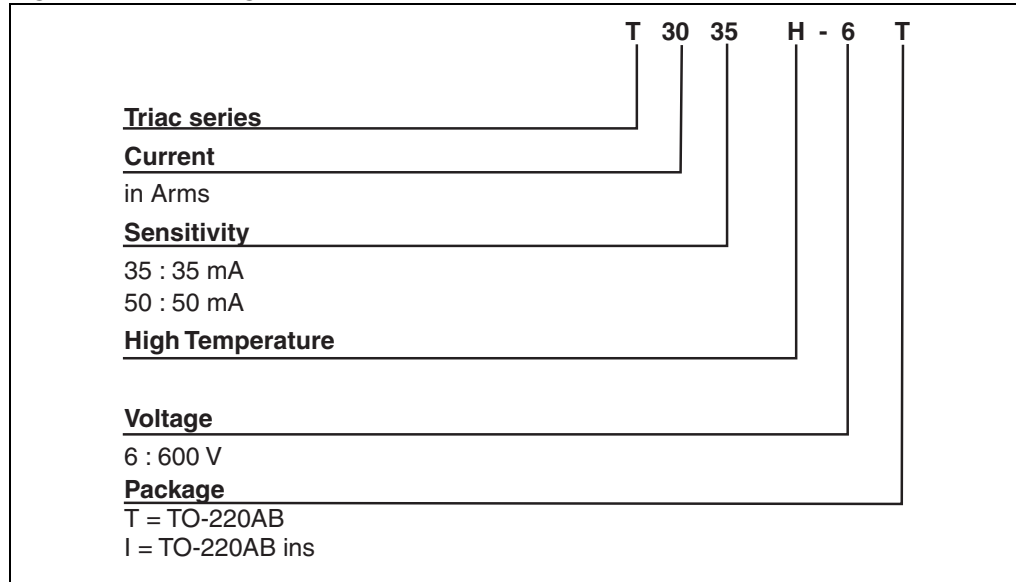 T 30 35 H - 6 T
Triac series
Current
in Arms
Sensitivity
35 : 35 mA
50 : 50 mA
High Temperature
Voltage
6 : 600 V
Package
T = TO-220AB
I = TO-220AB ins